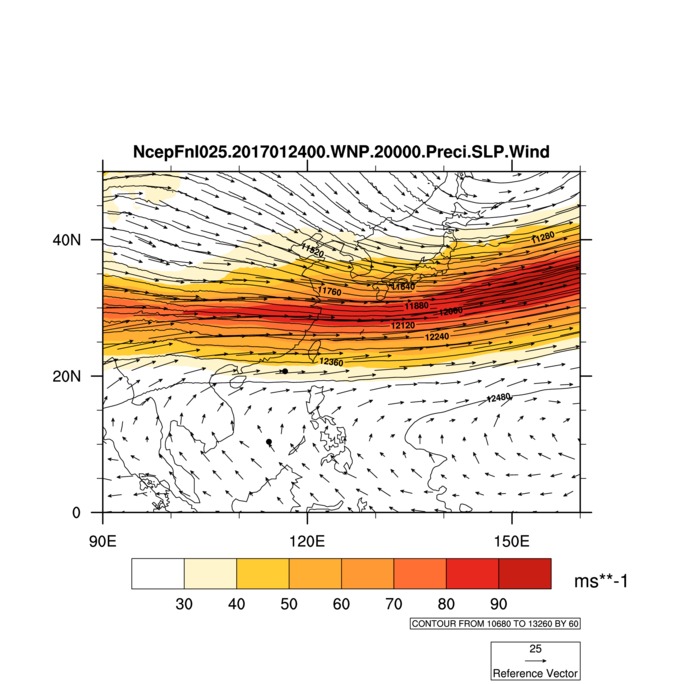 NcepFnl025.2017012400.WNP.20000.Preci.SLP.Wind
40N
20N
0
90E 120E 150E
11280
11520
11760
11640
11880
12000
12120
12240
12360
12480
ms**-1
30 40 50 60 70 80 90
CONTOUR FROM 10680 TO 13260 BY 60
25
Reference Vector